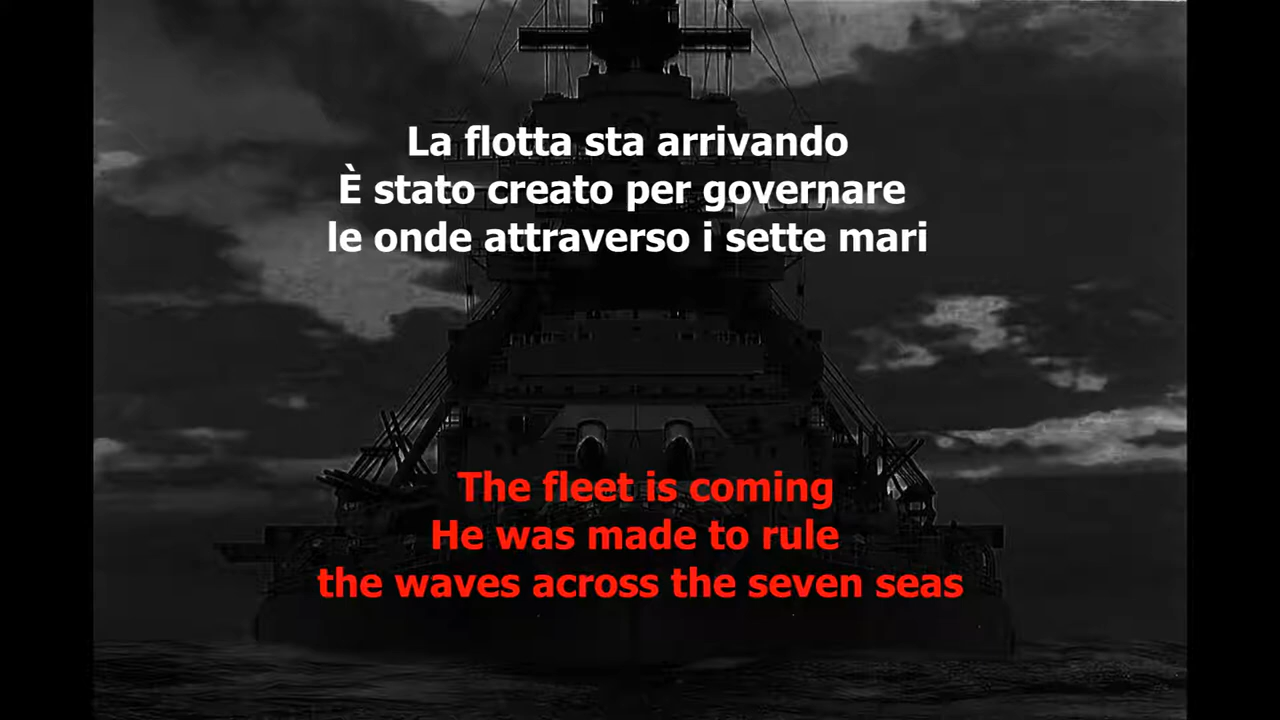 La flotta sta arrivando
È stato creato per governare
le onde attraverso i sette mari
The fleet is coming
He was made to rule
the waves across the seven seas